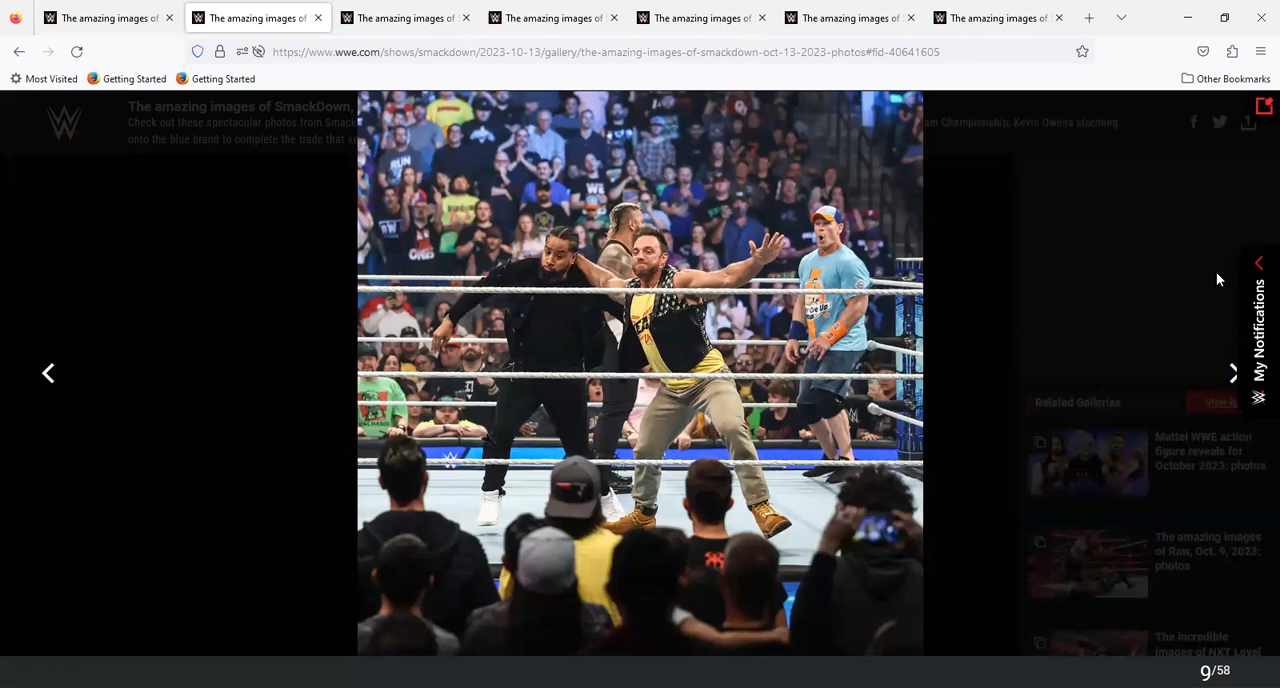 The amazing images of
The amazing images of
The amazing images of
The amazing images of
The amazing images of
The amazing images of
The amazing images of
https://www.wwe.com/shows/smackdown/2023-10-13/gallery/the-amazing-images-of-smackdown-oct-13-2023-photos#fid-40641605
Most Visited
Getting Started
Getting Started
Other Bookmarks
The amazing images of SmackDown,
Check out these spectacular photos from Smack
am Championship, Kevin Owens storming
onto the blue brand to complete the trade that s
My Notifications
Related Galleries
View A
Mattel WWE action
figure reveals for
October 2023: photos
The amazing images
of Raw, Oct. 9, 2023:
photos
The incredible
images of NXT Level
9/58